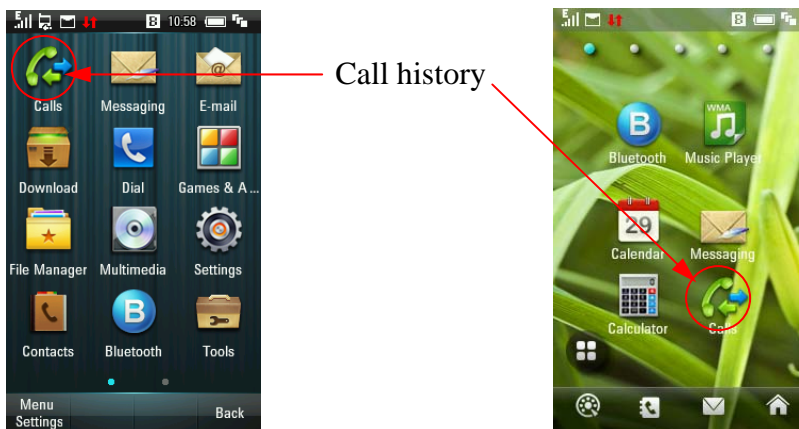 E B 10:58
Calls Messaging E-mail
Download Dial Games & A ...
File Manager Multimedia Settings
B
Contacts Bluetooth Tools
Menu
Settings Back
Call history
E B
WMA
B
Bluetooth Music Player
29
Calendar Messaging
Calculator Calls